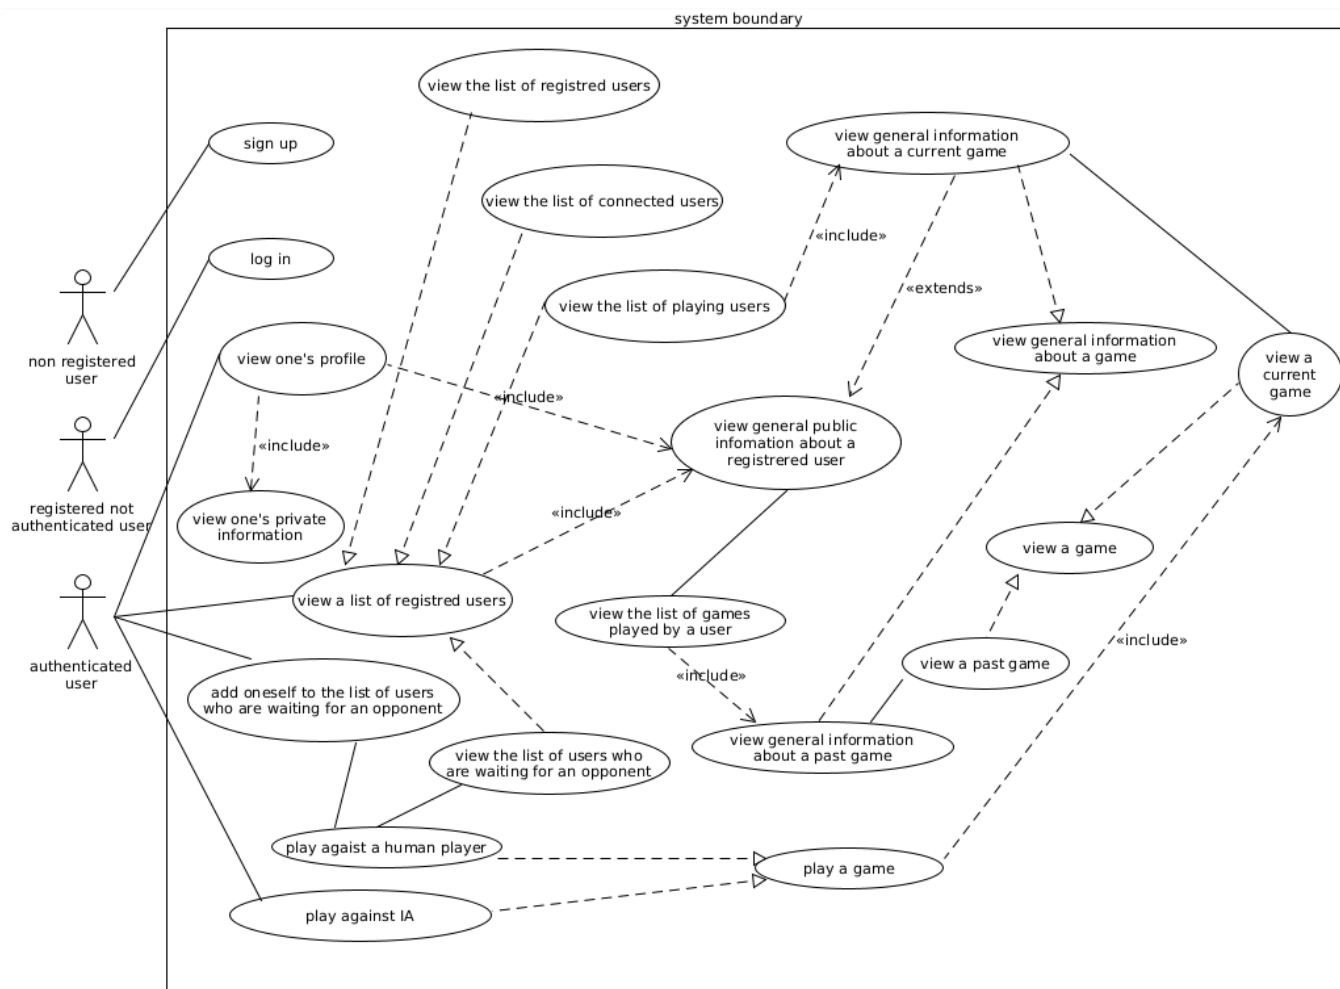 system boundary
view the list of registred users
sign up
view general information
about a current game
view the list of connected users
«include»
log in
«extends»
view the list of playing users
non registered
user
view one's profile
view general information
about a game
view a
current
game
«include»
«include»
view general public
infomation about a
registrered user
registered not
authenticated user
view one's private
information
«include»
view a game
view a list of registred users
view the list of games
played by a user
«include»
authenticated
user
view a past game
«include»
add oneself to the list of users
who are waiting for an opponent
view general information
about a past game
view the list of users who
are waiting for an opponent
play agaist a human player
play a game
play against IA